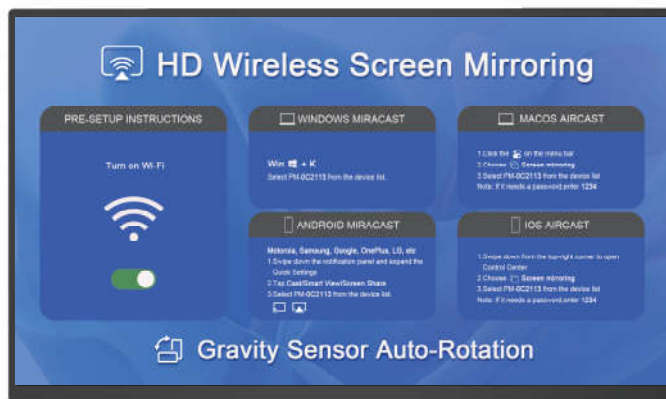 HD Wireless Screen Mirroring
PRE-SETUP INSTRUCTIONS
Turn on Wi-Fi
WINDOWS MIRACAST
Win + K
Select PM-0C2113 from the device list.
MACOS AIRCAST
1.Click the on the menu bar
2.Choose Screen mirroring
3.Select PM-0C2113 from the device list
Note: If it needs a password,enter 1234
ANDROID MIRACAST
Motorola, Samsung, Google, OnePlus, LG, etc
1.Swipe down the notification panel and expand the
Quick Settings
2.Tap Cast/Smart View/Screen Share
3.Select PM-0C2113 from the device list.
IOS AIRCAST
1.Swipe down from the top-right corner to open
Control Center
2.Choose Screen mirroring
3.Select PM-0C2113 from the device list
Note: If it needs a password,enter 1234
Gravity Sensor Auto-Rotation